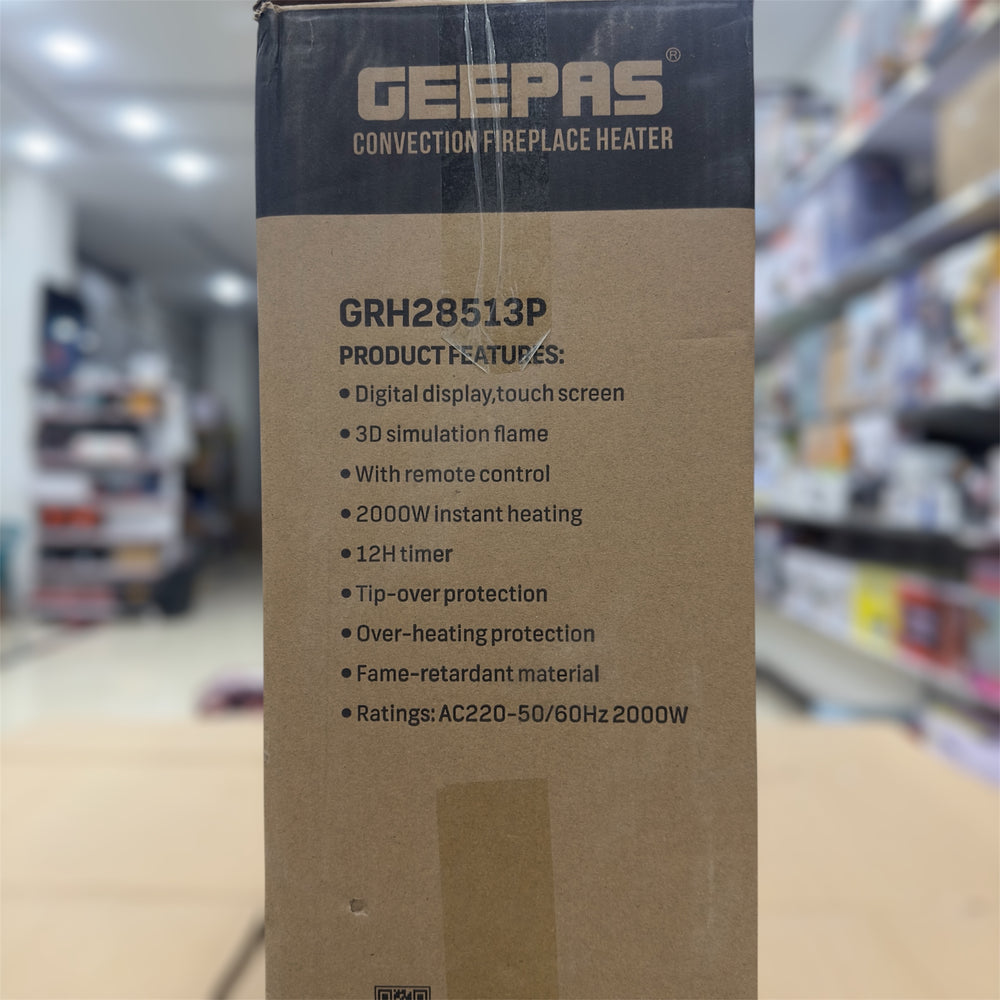 GEEPAS®
CONVECTION FIREPLACE HEATER
GRH28513P
PRODUCT FEATURES:
• Digital display,touch screen
• 3D simulation flame
• With remote control
• 2000W instant heating
• 12H timer
• Tip-over protection
• Over-heating protection
• Fame-retardant material
• Ratings: AC220-50/60Hz 2000W